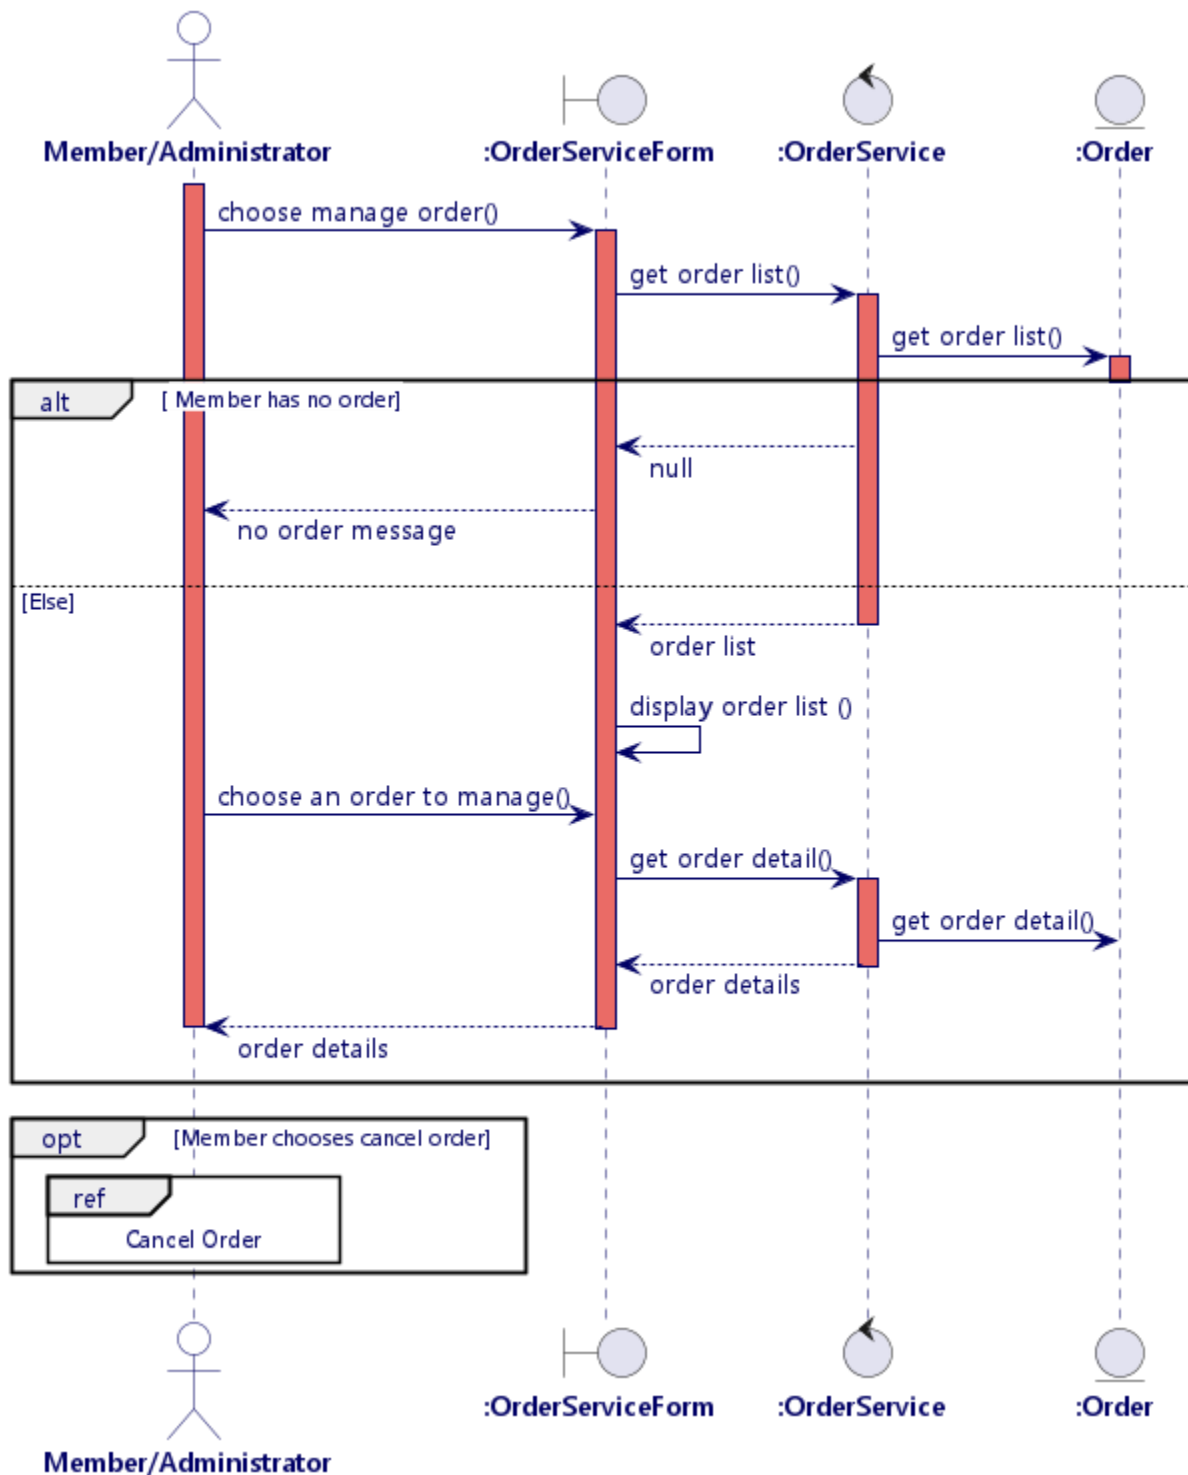 Member/Administrator
:OrderServiceForm
:OrderService
:Order
choose manage order()
get order list()
get order list()
alt
[ Member has no order]
null
no order message
[Else]
order list
display order list ()
choose an order to manage()
get order detail()
get order detail()
order details
order details
opt
[Member chooses cancel order]
ref
Cancel Order
:OrderServiceForm
:OrderService
:Order
Member/Administrator